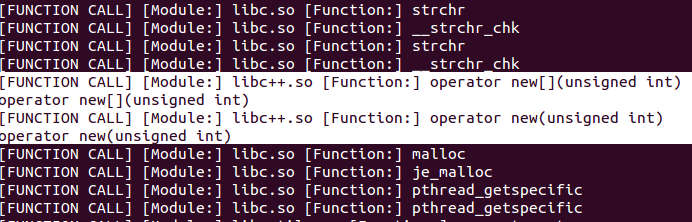 [FUNCTION CALL] [Module:] libc.so [Function:] strchr
[FUNCTION CALL] [Module:] libc.so [Function:] __strchr_chk
[FUNCTION CALL] [Module:] libc.so [Function:] strchr
[FUNCTION CALL] [Module:] libc.so [Function:] __strchr_chk
[FUNCTION CALL] [Module:] libc++.so [Function:] operator new[](unsigned int)
operator new[](unsigned int)
[FUNCTION CALL] [Module:] libc++.so [Function:] operator new(unsigned int)
operator new(unsigned int)
[FUNCTION CALL] [Module:] libc.so [Function:] malloc
[FUNCTION CALL] [Module:] libc.so [Function:] je_malloc
[FUNCTION CALL] [Module:] libc.so [Function:] pthread_getspecific
[FUNCTION CALL] [Module:] libc.so [Function:] pthread_getspecific
[FUNCTION CALL] [Module:]